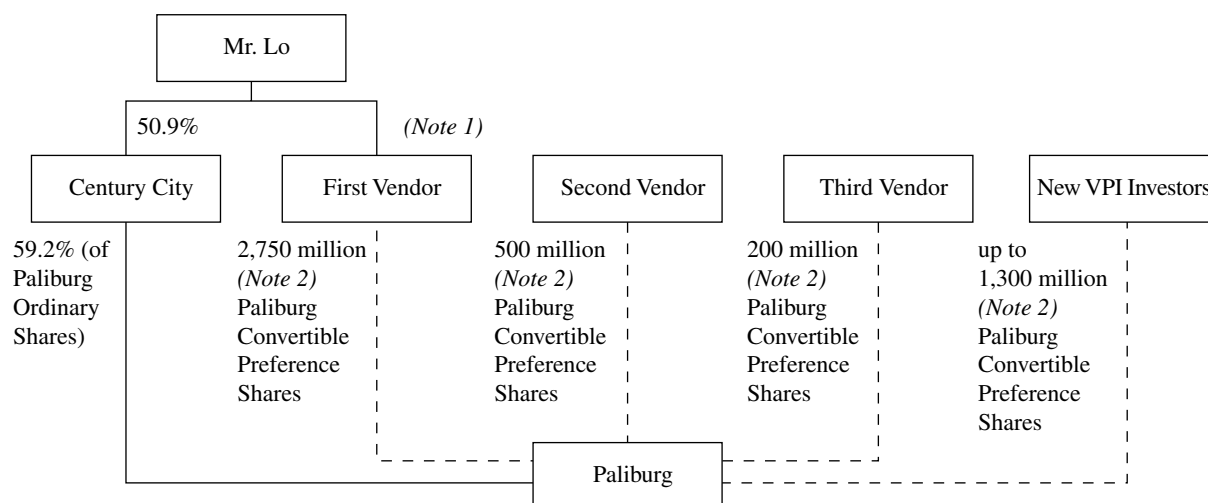 Mr. Lo
50.9%
(Note 1)
Century City
First Vendor
Second Vendor
Third Vendor
New VPI Investors
59.2% (of
Paliburg
Ordinary
Shares)
2,750 million
(Note 2)
Paliburg
Convertible
Preference
Shares
500 million
(Note 2)
Paliburg
Convertible
Preference
Shares
200 million
(Note 2)
Paliburg
Convertible
Preference
Shares
up to
1,300 million
(Note 2)
Paliburg
Convertible
Preference
Shares
Paliburg